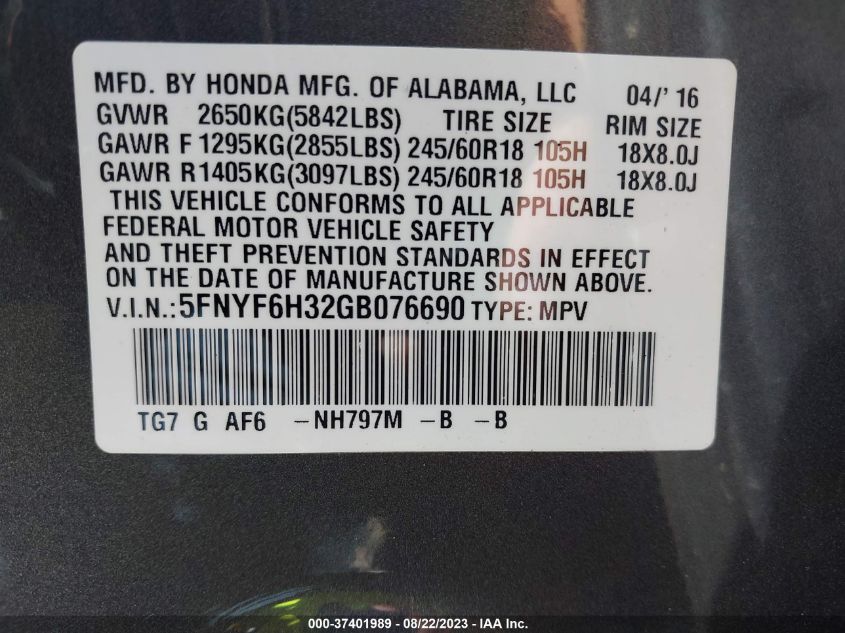 MFD. BY HONDA MFG. OF ALABAMA, LLC 04/' 16
GVWR 2650KG(5842LBS) TIRE SIZE RIM SIZE
GAWR F 1295KG(2855LBS) 245/60R18 105H 18X8.0J
GAWR R 1405KG(3097LBS) 245/60R18 105H 18X8.0J
THIS VEHICLE CONFORMS TO ALL APPLICABLE
FEDERAL MOTOR VEHICLE SAFETY
AND THEFT PREVENTION STANDARDS IN EFFECT
ON THE DATE OF MANUFACTURE SHOWN ABOVE.
V.I.N.: 5FNYF6H32GB076690 TYPE: MPV
TG7 G AF6 -NH797M -B -B
000-37401989 - 08/22/2023 - IAA Inc.